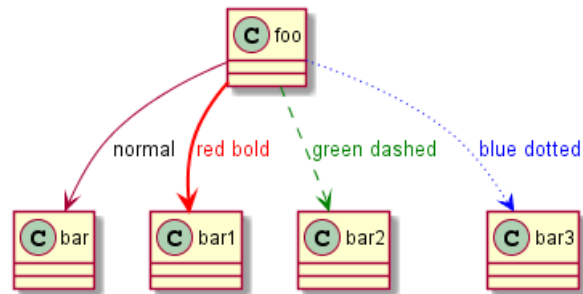 C foo
normal
red bold
green dashed
blue dotted
C bar
C bar1
C bar2
C bar3